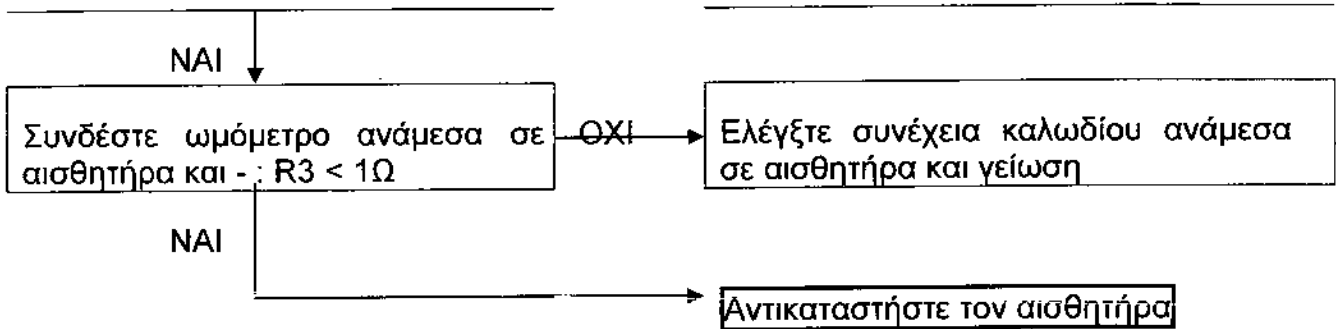 ΝΑΙ
Συνδέστε ωμόμετρο ανάμεσα σε
αισθητήρα και - : R3 < 1Ω
ΟΧΙ
Ελέγξτε συνέχεια καλωδίου ανάμεσα
σε αισθητήρα και γείωση
ΝΑΙ
Αντικαταστήστε τον αισθητήρα